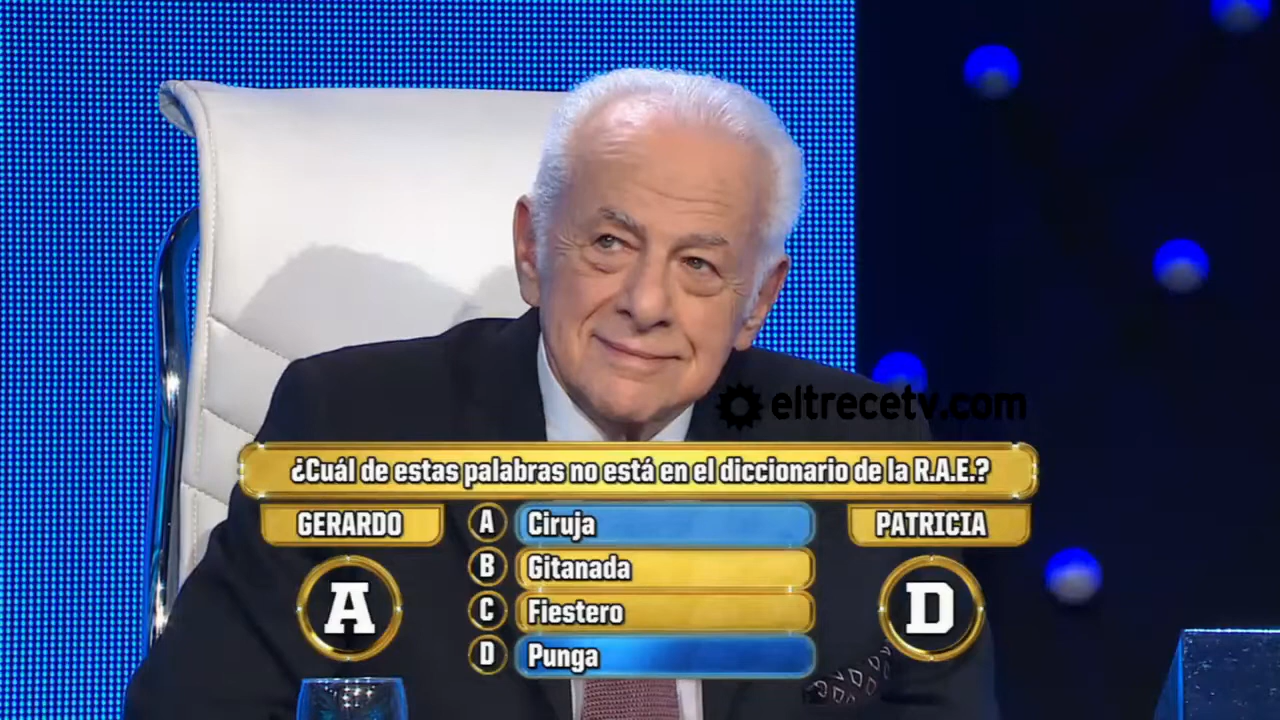 eltrecetv.com
¿Cuál de estas palabras no está en el diccionario de la R.A.E.?
GERARDO
A
A Ciruja
B Gitanada
C Fiestero
D Punga
PATRICIA
D